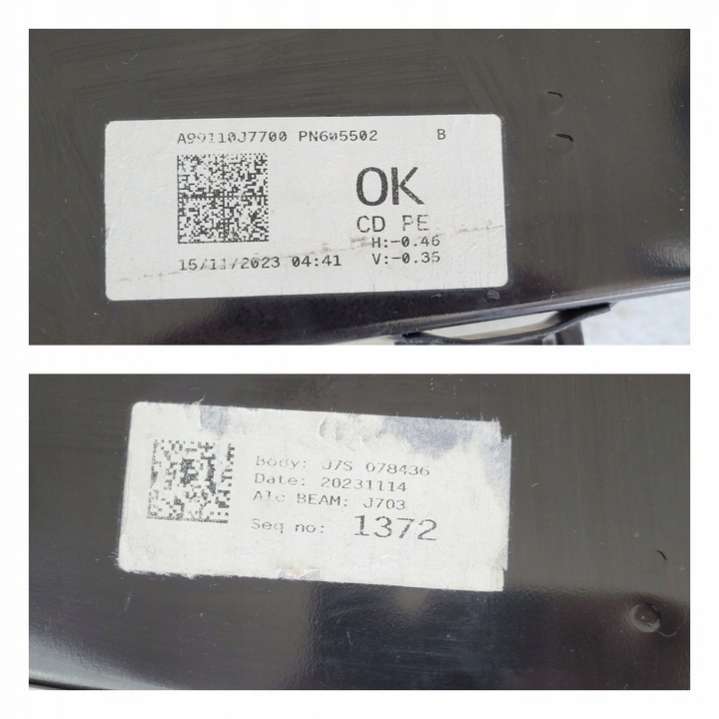 A99110J7700 PN605502 B
OK
CD PE
H:-0.46
15/11/2023 04:41 V:-0.35
Body: J7S 078436
Date: 20231114
Alc BEAM: J703
Seq no: 1372